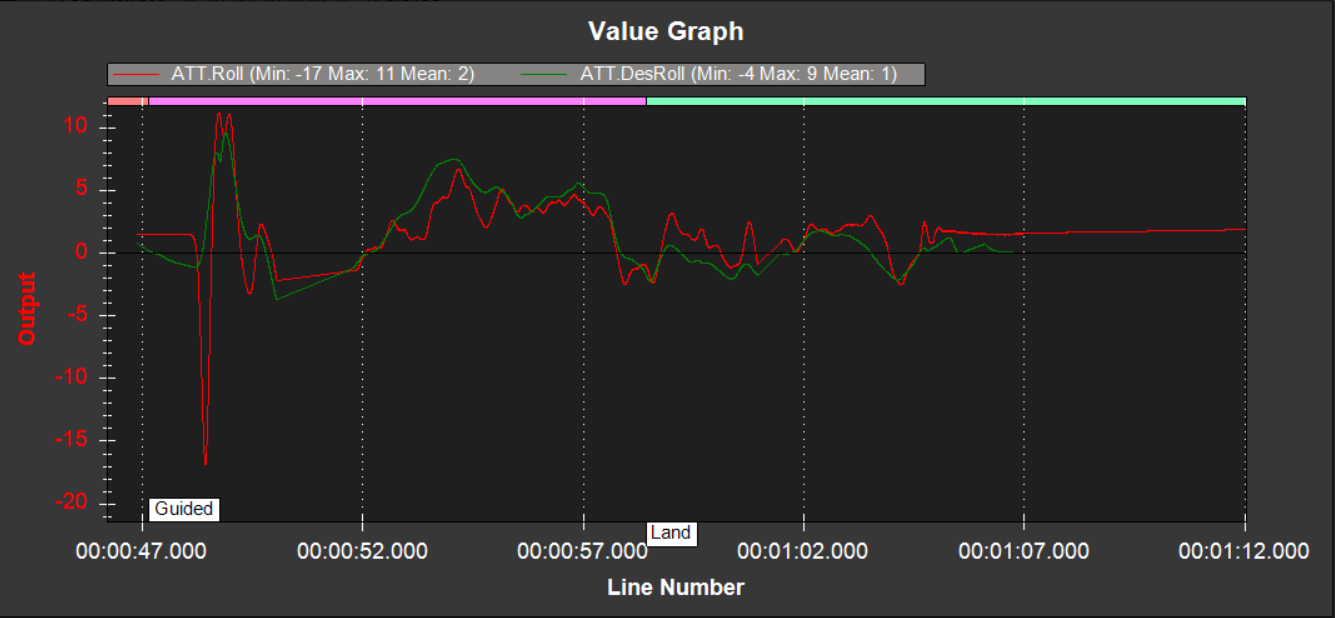 Value Graph
ATT.Roll (Min: -17 Max: 11 Mean: 2) ATT.DesRoll (Min: -4 Max: 9 Mean: 1)
10
5
0
-5
-10
-15
-20
Output
Guided
Land
00:00:47.000 00:00:52.000 00:00:57.000 00:01:02.000 00:01:07.000 00:01:12.000
Line Number